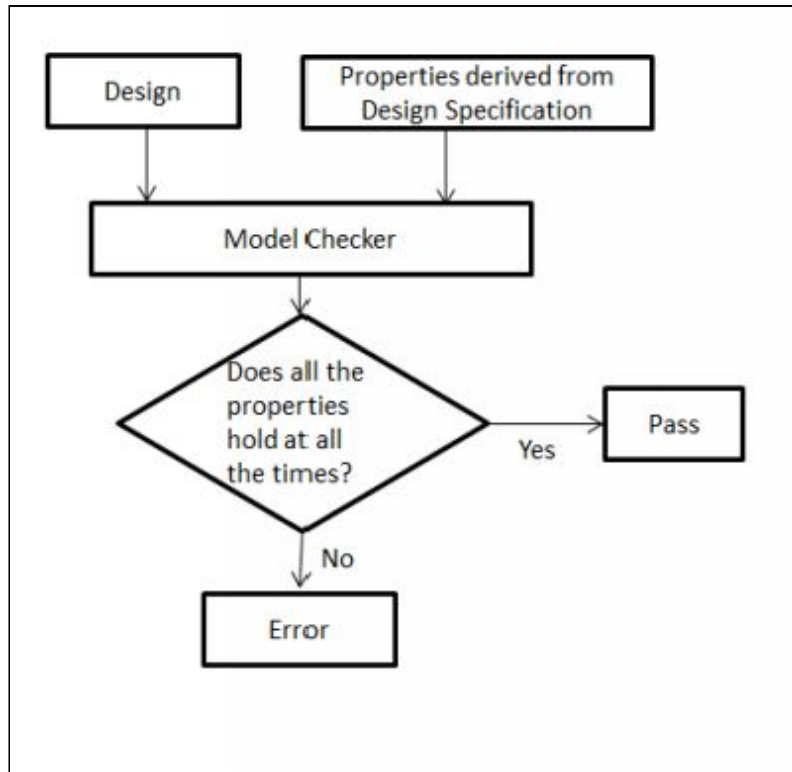 Design
Properties derived from
Design Specification
Model Checker
Does all the
properties
hold at all
the times?
Yes
Pass
No
Error